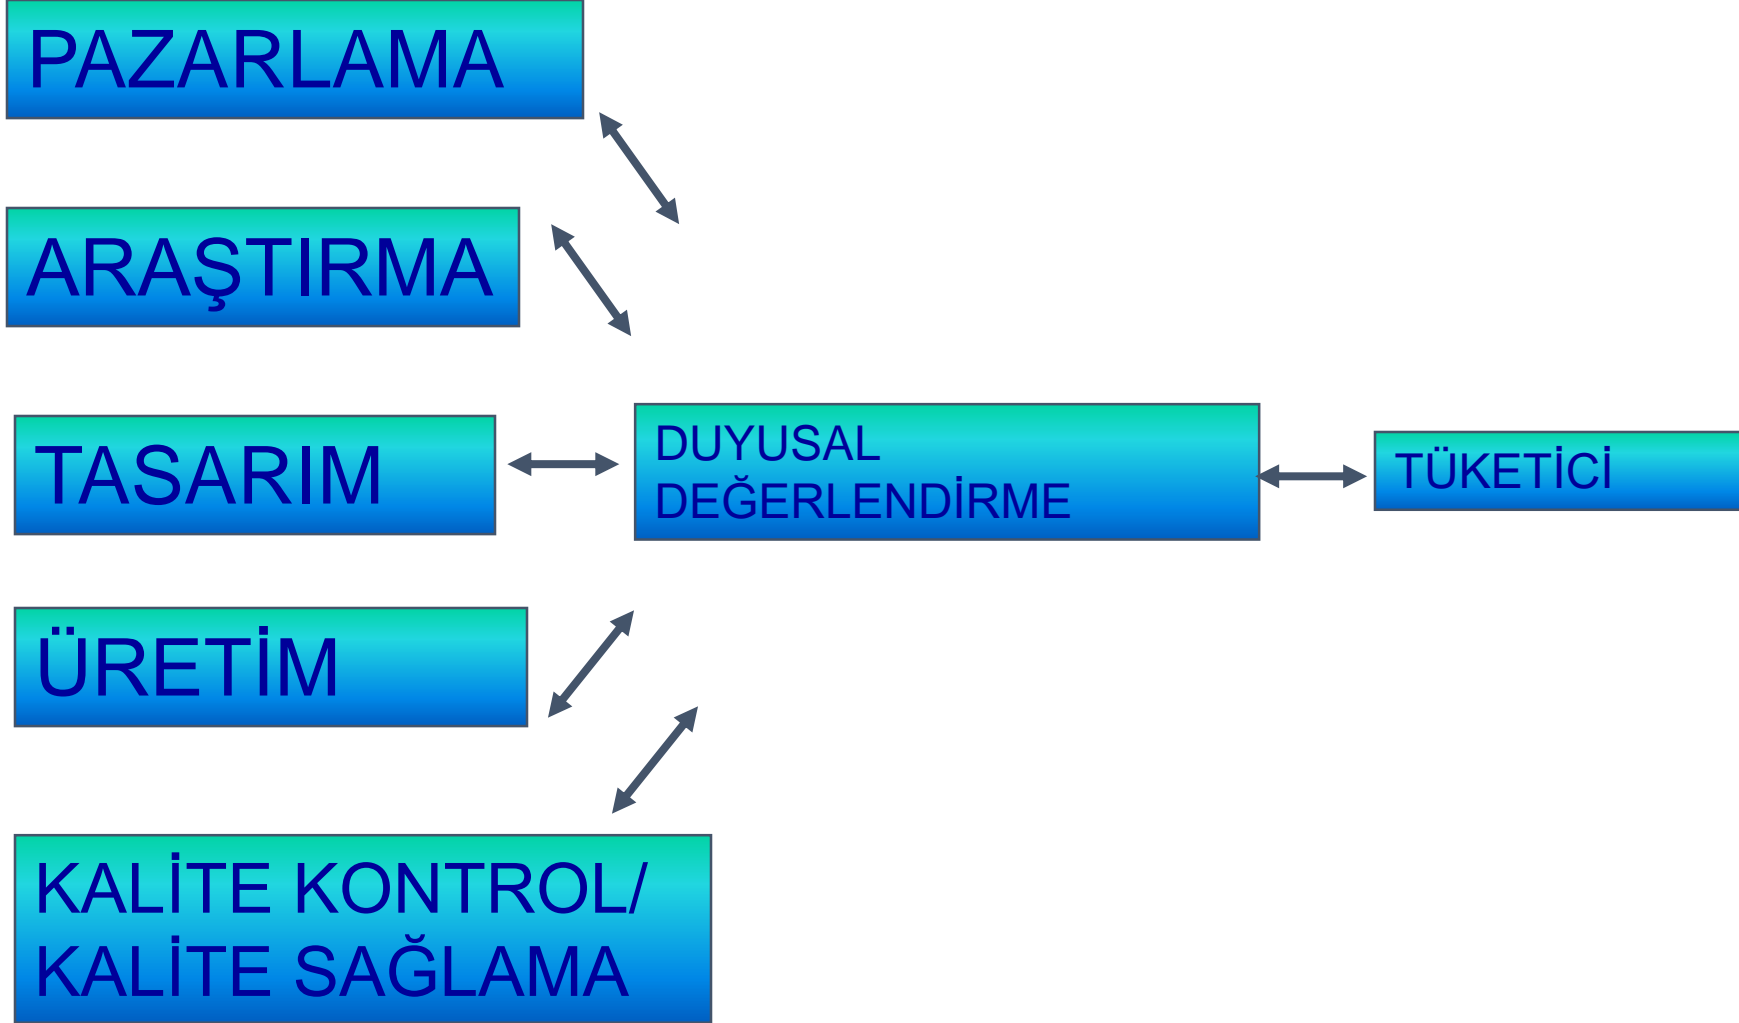 PAZARLAMA
ARAŞTIRMA
TASARIM
DUYUSAL
DEĞERLENDİRME
TÜKETİCİ
ÜRETİM
KALİTE KONTROL/
KALİTE SAĞLAMA